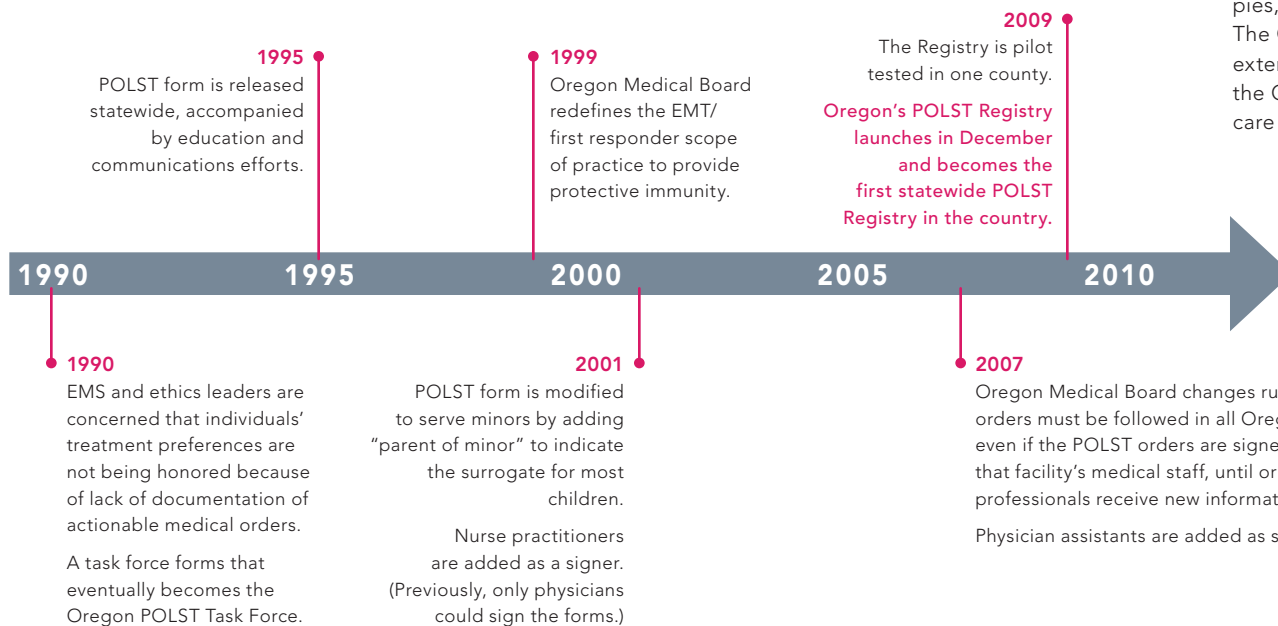 1995
POLST form is released
statewide, accompanied
by education and
communications efforts.
1999
Oregon Medical Board
redefines the EMT/
first responder scope
of practice to provide
protective immunity.
2009
The Registry is pilot
tested in one county.
Oregon's POLST Registry
launches in December
and becomes the
first statewide POLST
Registry in the country.
The
the
care
1990 1995 2000 2005 2010
1990
EMS and ethics leaders are
concerned that individuals'
treatment preferences are
not being honored because
of lack of documentation of
actionable medical orders.
A task force forms that
eventually becomes the
Oregon POLST Task Force.
2001
POLST form is modified
to serve minors by adding
"parent of minor" to indicate
the surrogate for most
children.
Nurse practitioners
are added as a signer.
(Previously, only physicians
could sign the forms.)
2007
Oregon Medical Board changes
orders must be followed in all
even if the POLST orders are
that facility's medical staff, until or
professionals receive new
Physician assistants are added as